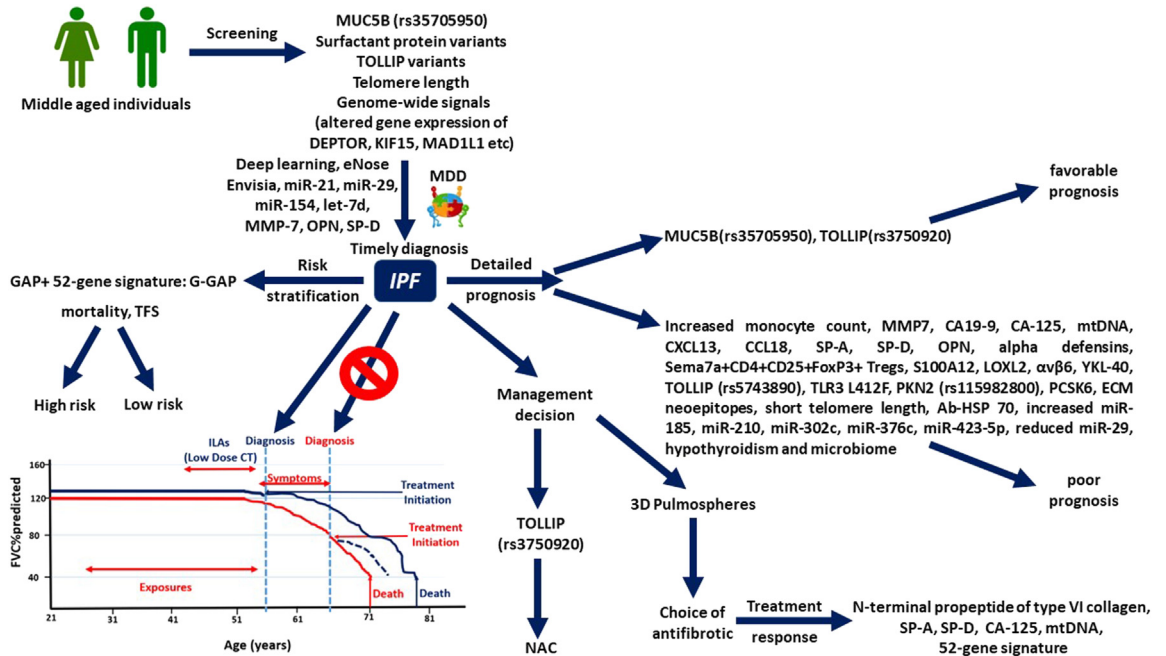 Middle aged individuals
Screening
MUC5B (rs35705950)
Surfactant protein variants
TOLLIP variants
Telomere length
Genome-wide signals
(altered gene expression of
DEPTOR, KIF15, MAD1L1 etc)
Deep learning, eNose
Envisia, miR-21, miR-29,
miR-154, let-7d,
MMP-7, OPN, SP-D
MDD
Timely diagnosis
IPF
Risk
stratification
GAP+ 52-gene signature: G-GAP
mortality, TFS
High risk
Low risk
Detailed
prognosis
MUC5B(rs35705950), TOLLIP(rs3750920)
favorable
prognosis
Increased monocyte count, MMP7, CA19-9, CA-125, mtDNA,
CXCL13, CCL18, SP-A, SP-D, OPN, alpha defensins,
Sema7a+CD4+CD25+FoxP3+ Tregs, S100A12, LOXL2, αvβ6, YKL-40,
TOLLIP (rs5743890), TLR3 L412F, PKN2 (rs115982800), PCSK6, ECM
neoepitopes, short telomere length, Ab-HSP 70, increased miR-
185, miR-210, miR-302c, miR-376c, miR-423-5p, reduced miR-29,
hypothyroidism and microbiome
poor
prognosis
Management
decision
TOLLIP
(rs3750920)
NAC
3D Pulmospheres
Choice of
antifibrotic
Treatment
response
N-terminal propeptide of type VI collagen,
SP-A, SP-D, CA-125, mtDNA,
52-gene signature
ILAs
(Low Dose CT)
Diagnosis
Diagnosis
Symptoms
Treatment
Initiation
Treatment
Initiation
Exposures
Death
Death
FVC%predicted
160
120
80
40
21
31
41
51
61
71
81
Age (years)